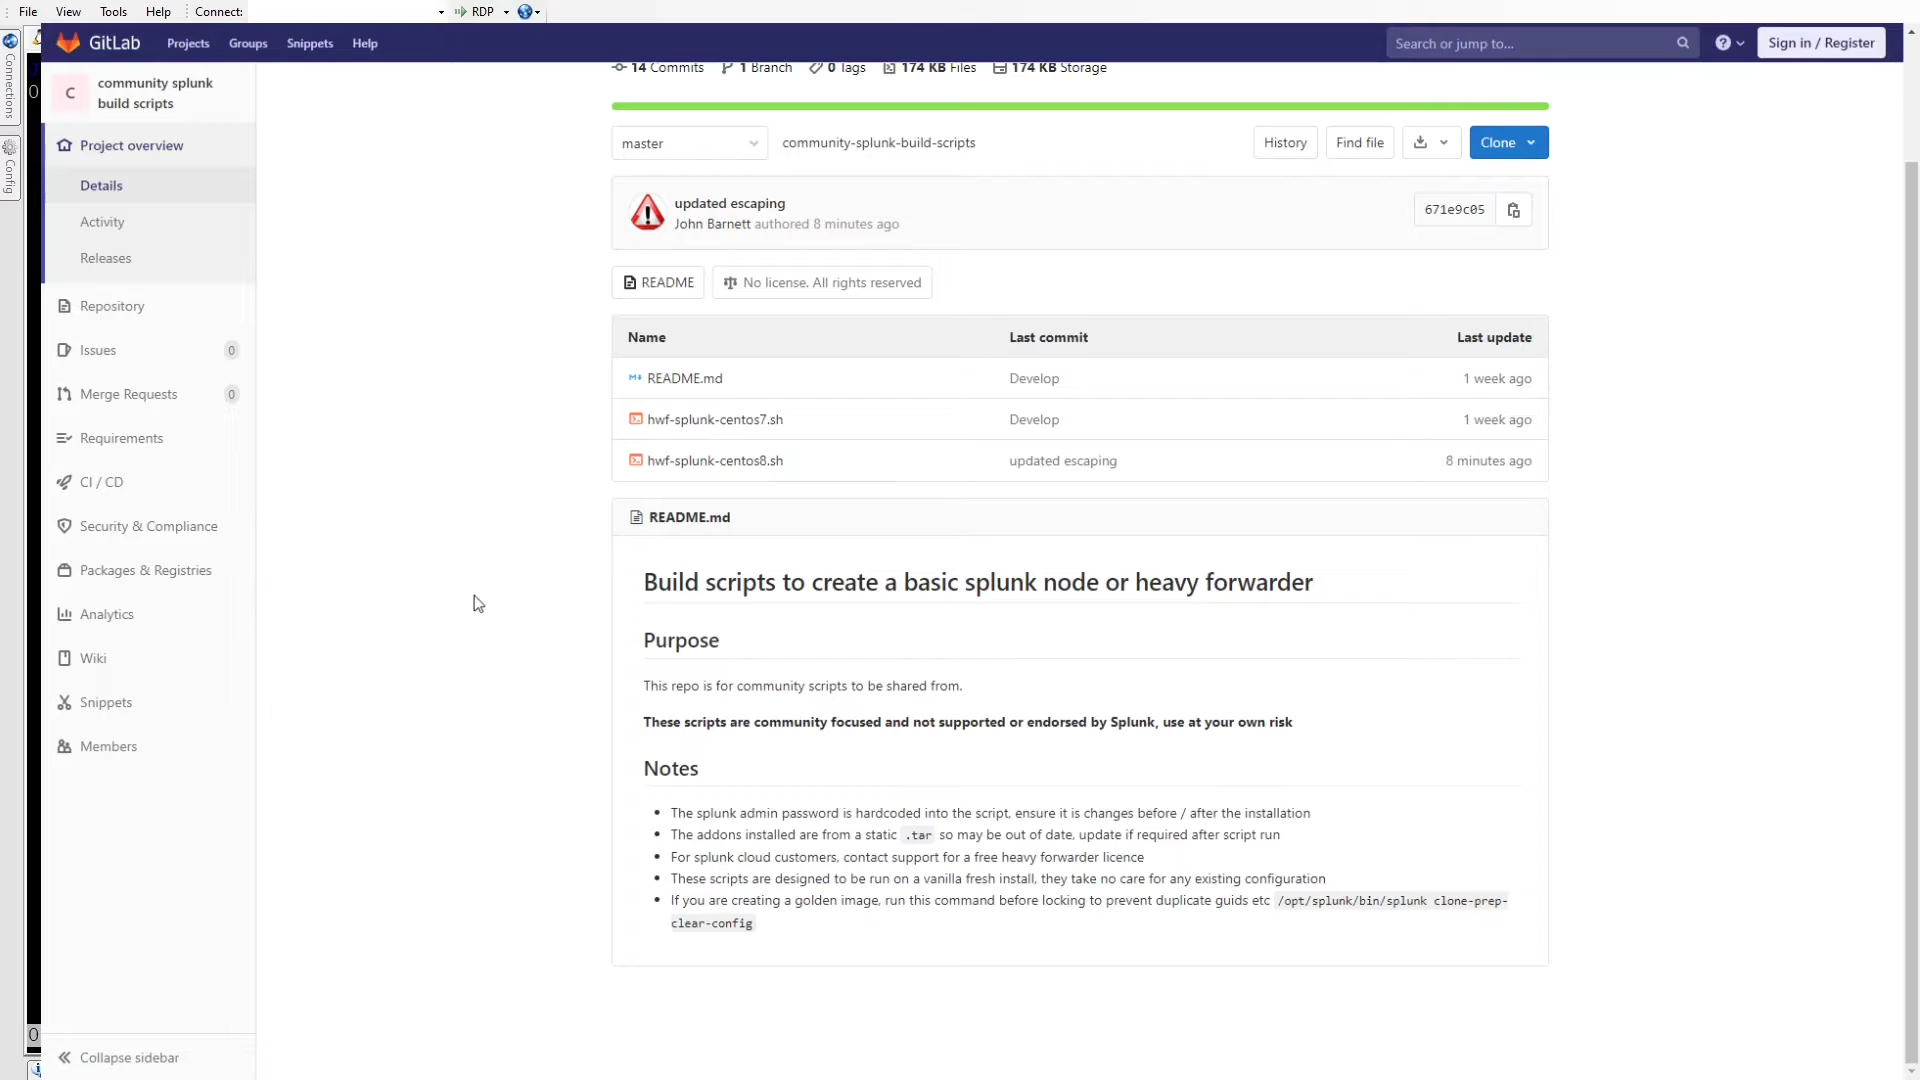 File View Tools Help Connect: RDP
GitLab Projects Groups Snippets Help Search or jump to... Sign in / Register
Connections
Config
C
community splunk
build scripts
Project overview
Details
Activity
Releases
Repository
Issues 0
Merge Requests 0
Requirements
CI / CD
Security & Compliance
Packages & Registries
Analytics
Wiki
Snippets
Members
Collapse sidebar
14 Commits 1 Branch 0 Tags 174 KB Files 174 KB Storage
master community-splunk-build-scripts History Find file Clone
updated escaping
John Barnett authored 8 minutes ago
671e9c05
README No license. All rights reserved
Name Last commit Last update
README.md Develop 1 week ago
hwf-splunk-centos7.sh Develop 1 week ago
hwf-splunk-centos8.sh updated escaping 8 minutes ago
README.md
Build scripts to create a basic splunk node or heavy forwarder
Purpose
This repo is for community scripts to be shared from.
These scripts are community focused and not supported or endorsed by Splunk, use at your own risk
Notes
• The splunk admin password is hardcoded into the script, ensure it is changes before / after the installation
• The addons installed are from a static .tar so may be out of date, update if required after script run
• For splunk cloud customers, contact support for a free heavy forwarder licence
• These scripts are designed to be run on a vanilla fresh install, they take no care for any existing configuration
• If you are creating a golden image, run this command before locking to prevent duplicate guids etc /opt/splunk/bin/splunk clone-prep-
clear-config